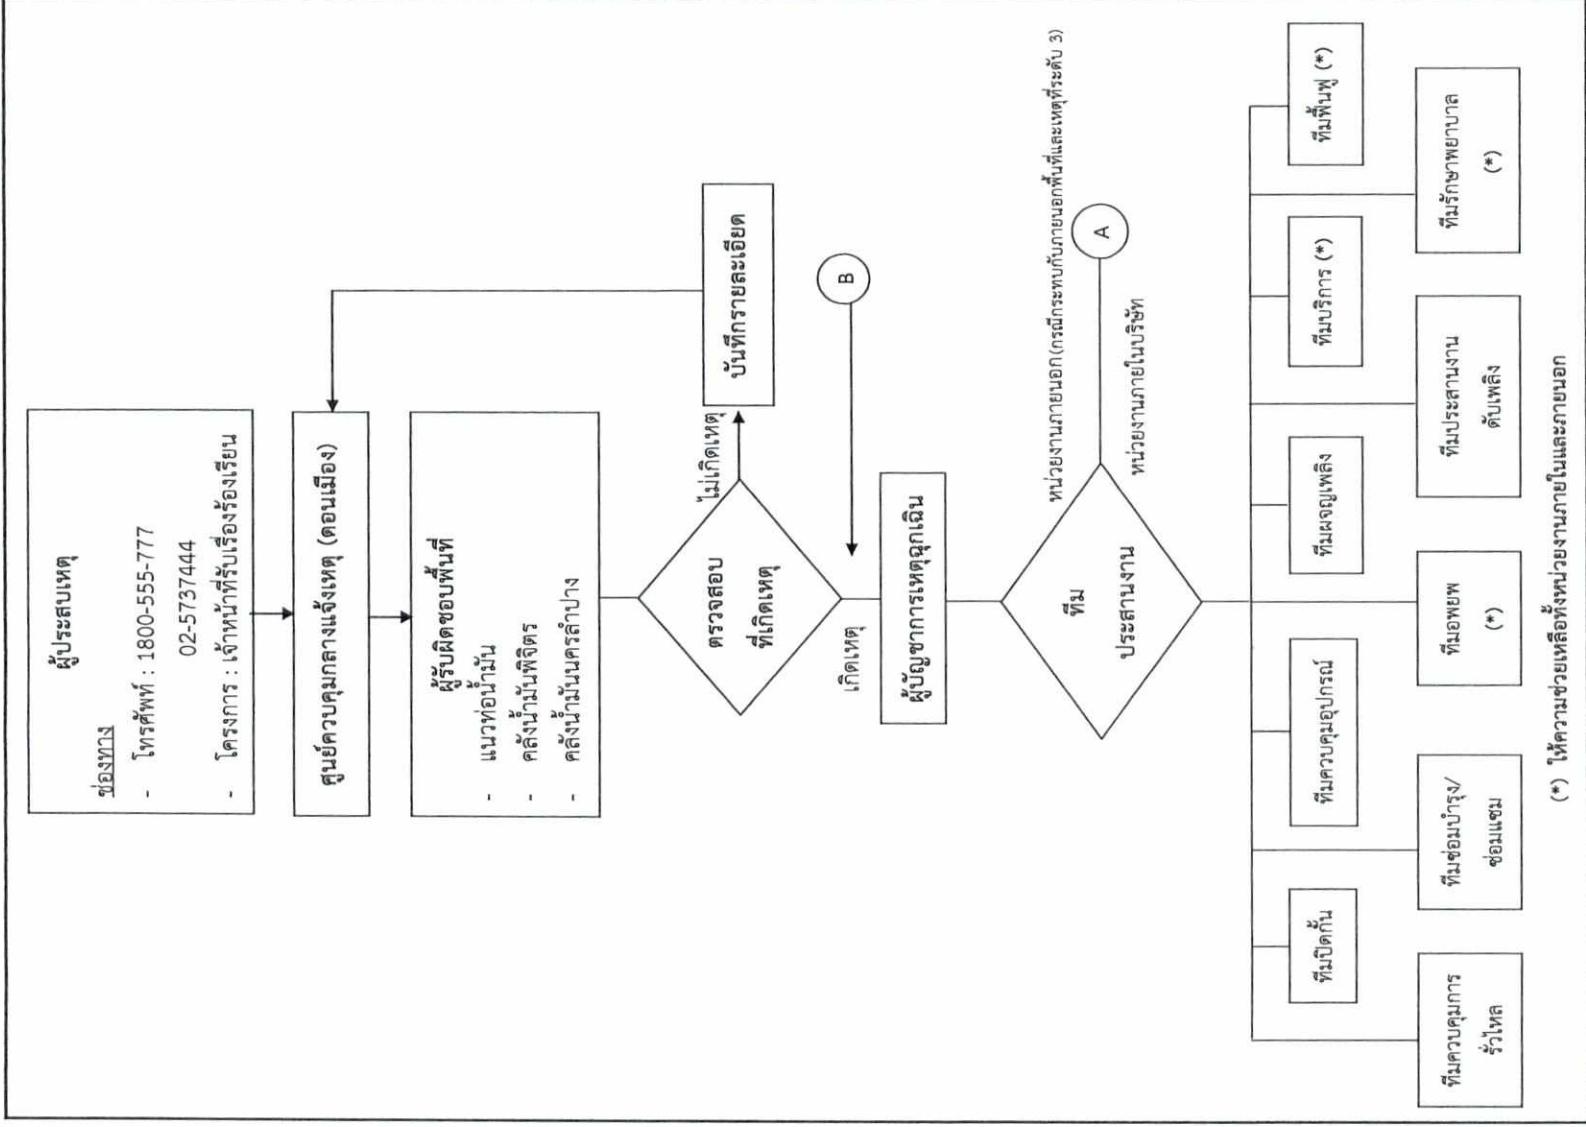 ผู้ประสบเหตุ
ช่องทาง
- โทรศัพท์ : 1800-555-777
02-5737444
- โครงการ : เจ้าหน้าที่รับเรื่องร้องเรียน
ศูนย์ควบคุมกลางแจ้งเหตุ (ดอนเมือง)
ผู้รับผิดชอบพื้นที่
- แนวท่อน้ำมัน
- คลังน้ำมันพิจิตร
- คลังน้ำมันนครลำปาง
ตรวจสอบ
ที่เกิดเหตุ
ไม่เกิดเหตุ
บันทึกรายละเอียด
เกิดเหตุ
B
ผู้บัญชาการเหตุฉุกเฉิน
ทีม
ประสานงาน
หน่วยงานภายนอก(กรณีกระทบกับภายนอกพื้นที่และเหตุที่ระดับ 3)
A
หน่วยงานภายในบริษัท
ทีมปิดกั้น
ทีมควบคุมอุปกรณ์
ทีมผจญเพลิง
ทีมบริการ (*)
ทีมฟื้นฟู (*)
ทีมควบคุมการ
รั่วไหล
ทีมซ่อมบำรุง/
ซ่อมแซม
ทีมอพยพ
(*)
ทีมประสานงาน
ดับเพลิง
ทีมรักษาพยาบาล
(*)
(*) ให้ความช่วยเหลือทั้งหน่วยงานภายในและภายนอก